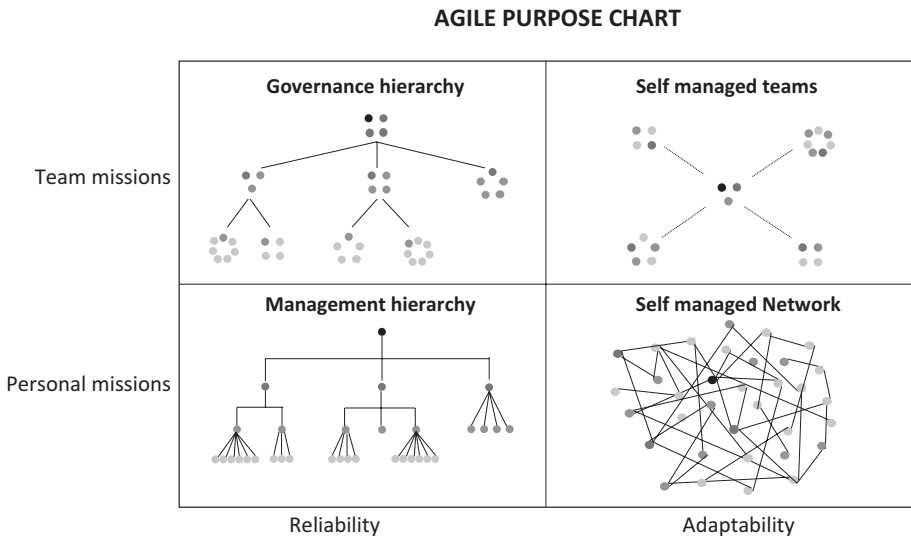 AGILE PURPOSE CHART
Governance hierarchy
Self managed teams
Team missions
Management hierarchy
Self managed Network
Personal missions
Reliability
Adaptability